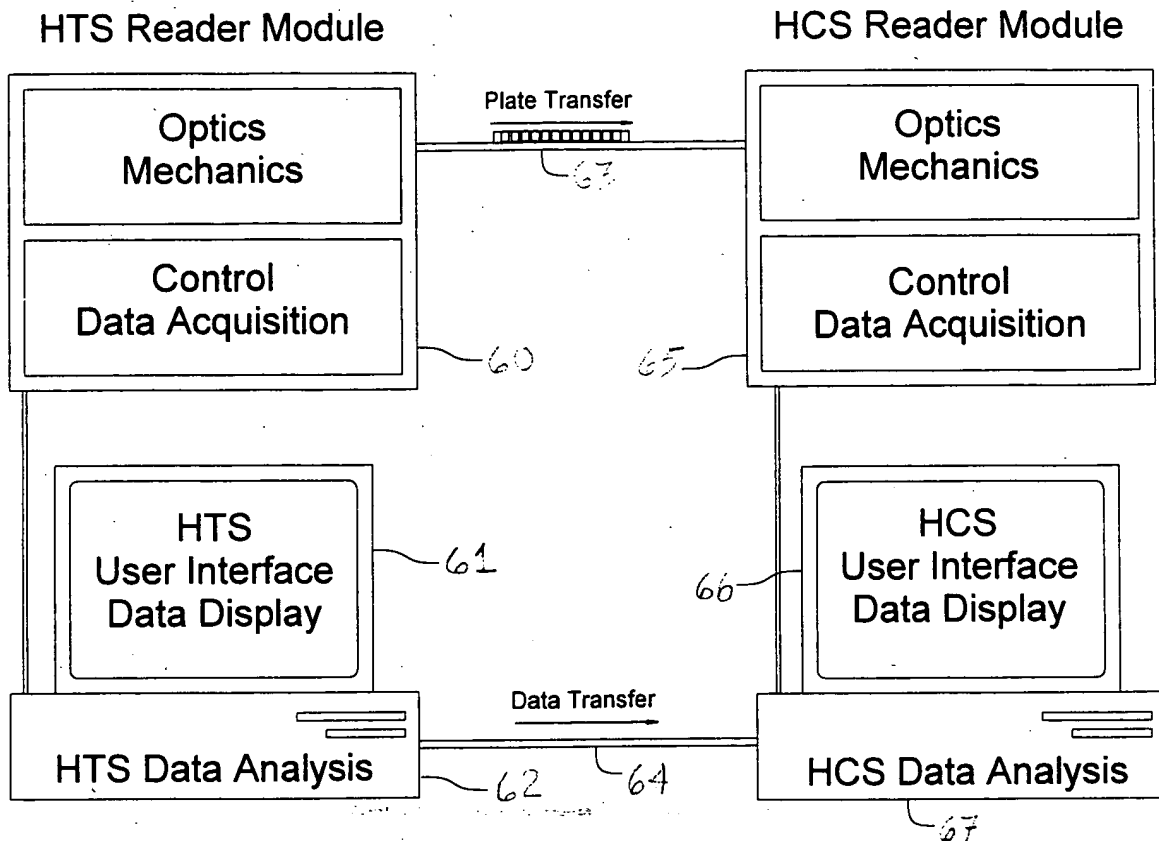 HTS Reader Module
HCS Reader Module
Optics
Mechanics
Plate Transfer
63
Optics
Mechanics
Control
Data Acquisition
60
Control
Data Acquisition
65
HTS
User Interface
Data Display
61
HCS
User Interface
Data Display
66
HTS Data Analysis
62
Data Transfer
64
HCS Data Analysis
67